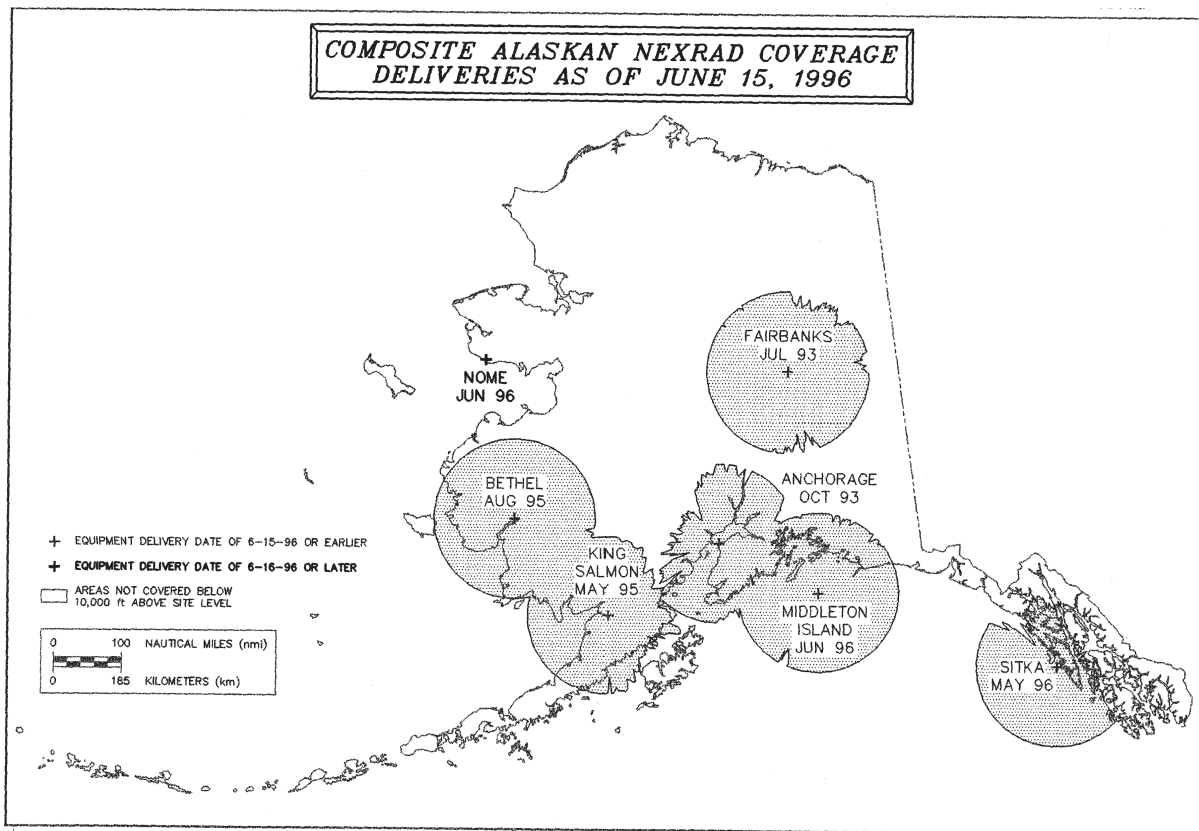 COMPOSITE ALASKAN NEXRAD COVERAGE
DELIVERIES AS OF JUNE 15, 1996
FAIRBANKS
JUL 93
NOME
JUN 96
BETHEL
AUG 95
ANCHORAGE
OCT 93
KING
SALMON
MAY 95
MIDDLETON
ISLAND
JUN 96
SITKA
MAY 96
EQUIPMENT DELIVERY DATE OF 6-15-96 OR EARLIER
EQUIPMENT DELIVERY DATE OF 6-16-96 OR LATER
AREAS NOT COVERED BELOW
10,000 ft ABOVE SITE LEVEL
0 100 NAUTICAL MILES (nmi)
0 185 KILOMETERS (km)